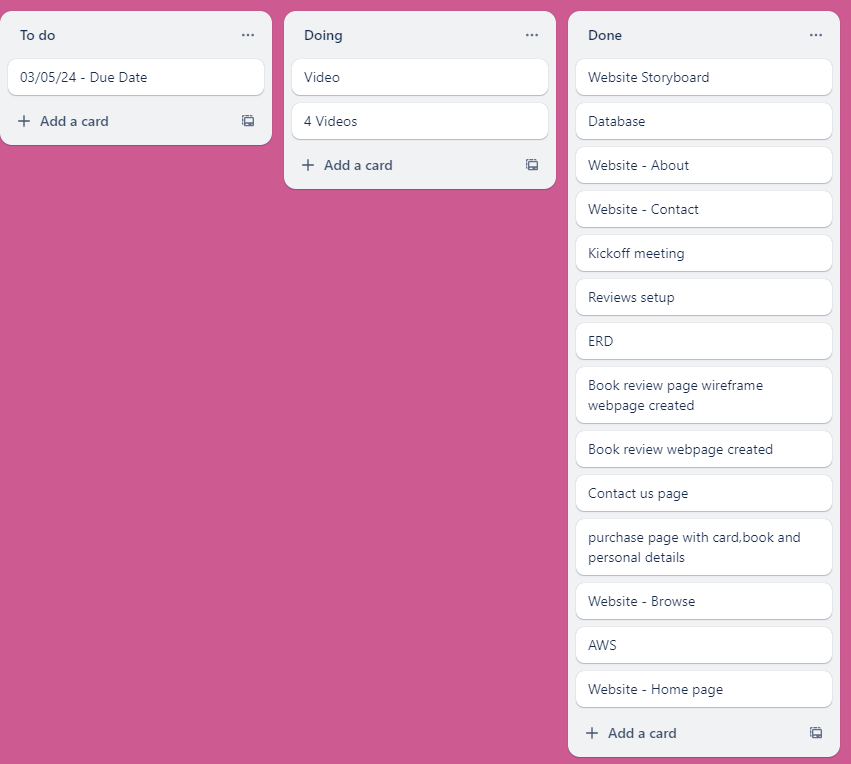 To do
03/05/24 - Due Date
Add a card
Doing
Video
4 Videos
Add a card
Done
Website Storyboard
Database
Website - About
Website - Contact
Kickoff meeting
Reviews setup
ERD
Book review page wireframe
webpage created
Book review webpage created
Contact us page
purchase page with card,book and
personal details
Website - Browse
AWS
Website - Home page
Add a card